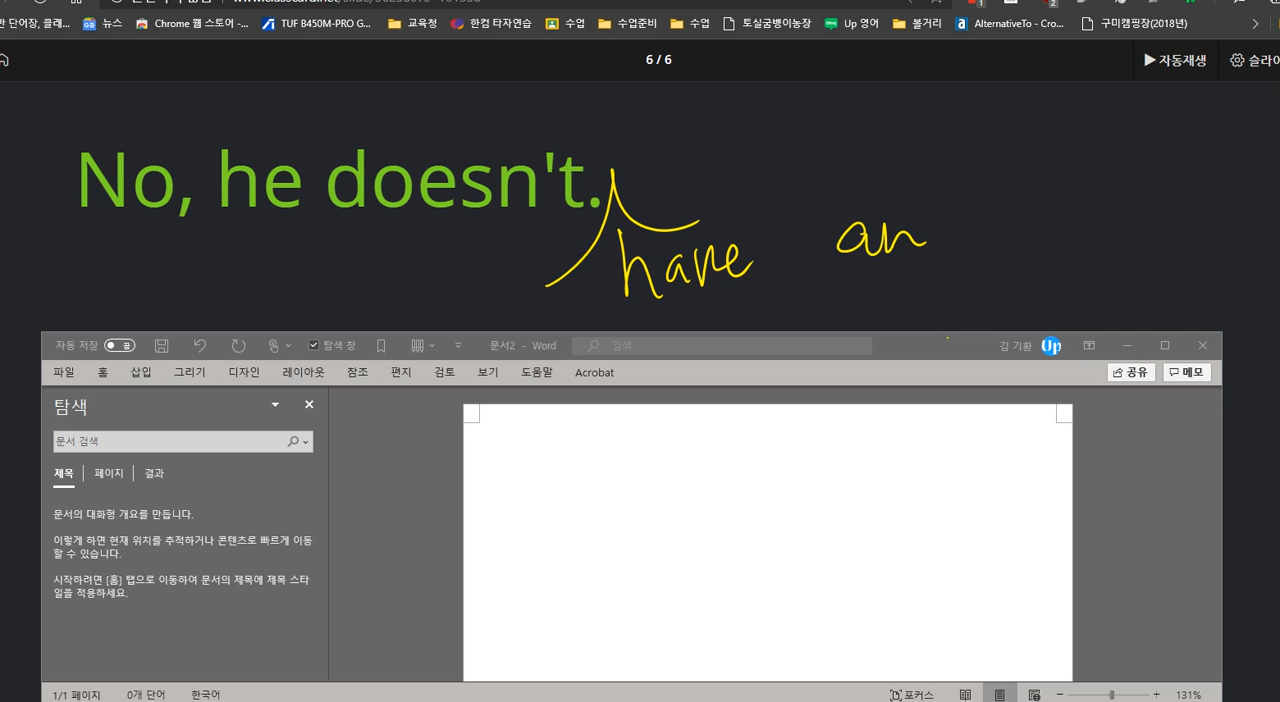 단어장, 클래...  뉴스  Chrome 웹 스토어 -...  TUF B450M-PRO G...  교육청  한컴 타자연습  수업  수업준비  수업  토실금뱅이농장  Up 영어  볼거리  AlternativeTo - Cro...  구미캠핑장(2018년)
6 / 6  자동재생
No, he doesn't.
have  an
자동 저장  끔  탐색 창  문서2 - Word  검색  김 기환  Up
파일  홈  삽입  그리기  디자인  레이아웃  참조  편지  검토  보기  도움말  Acrobat  공유  메모
탐색
문서 검색
제목  페이지  결과
문서의 대화형 개요를 만듭니다.
이렇게 하면 현재 위치를 추적하거나 콘텐츠로 빠르게 이동
할 수 있습니다.
시작하려면 [홈] 탭으로 이동하여 문서의 제목에 제목 스타
일을 적용하세요.
1/1 페이지  0개 단어  한국어  포커스  131%